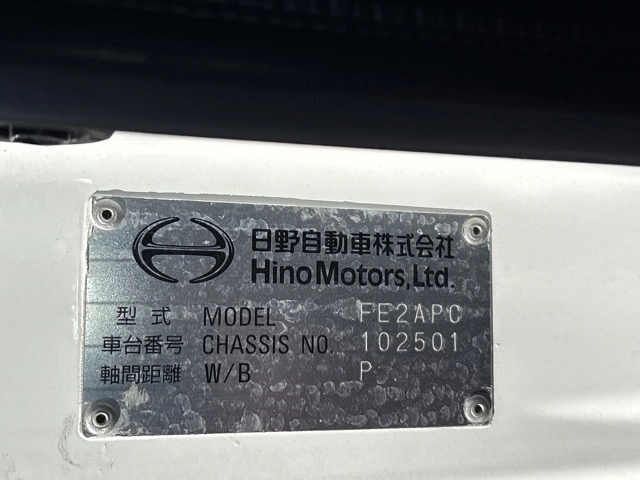 日野自動車株式会社
Hino Motors, Ltd.
型式 MODEL FE2APC
車台番号 CHASSIS NO. 102501
軸間距離 W/B P